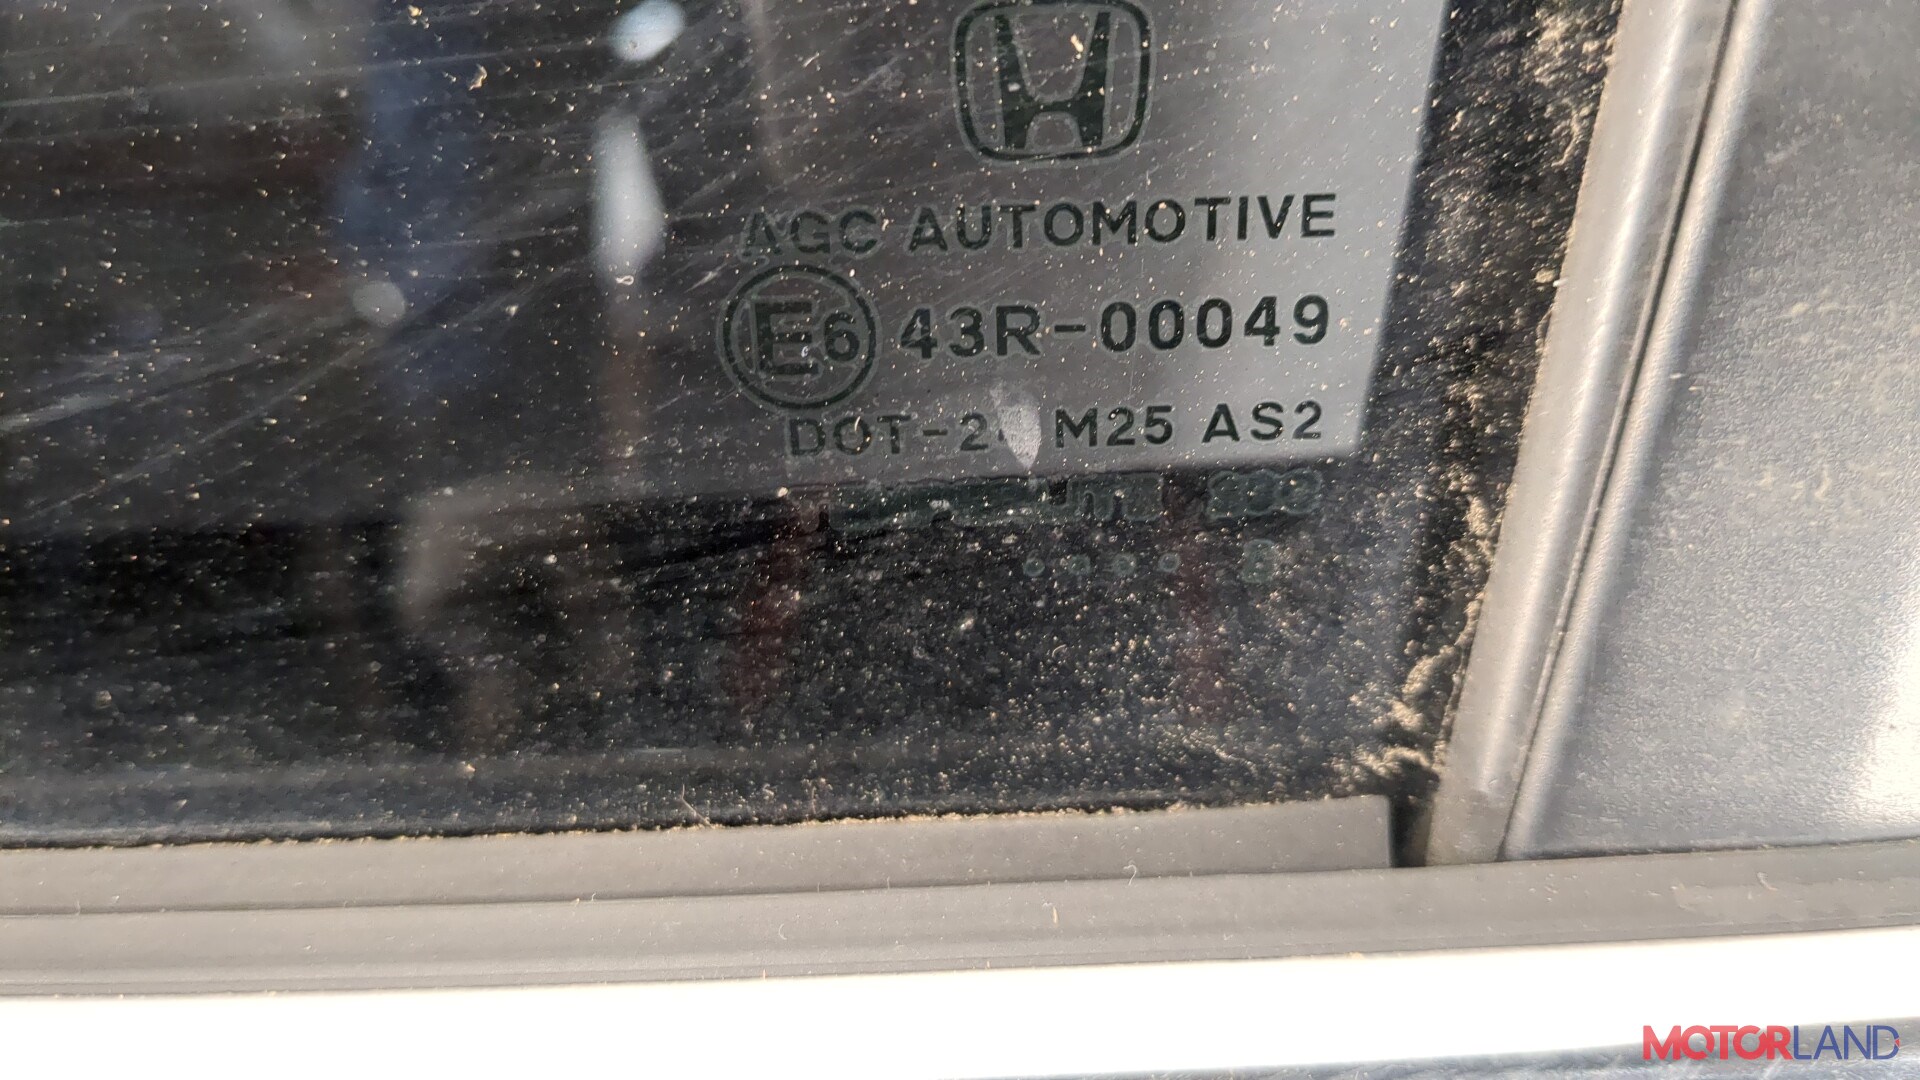 AGC AUTOMOTIVE
E6 43R-00049
M25 AS2
MOTORLAND